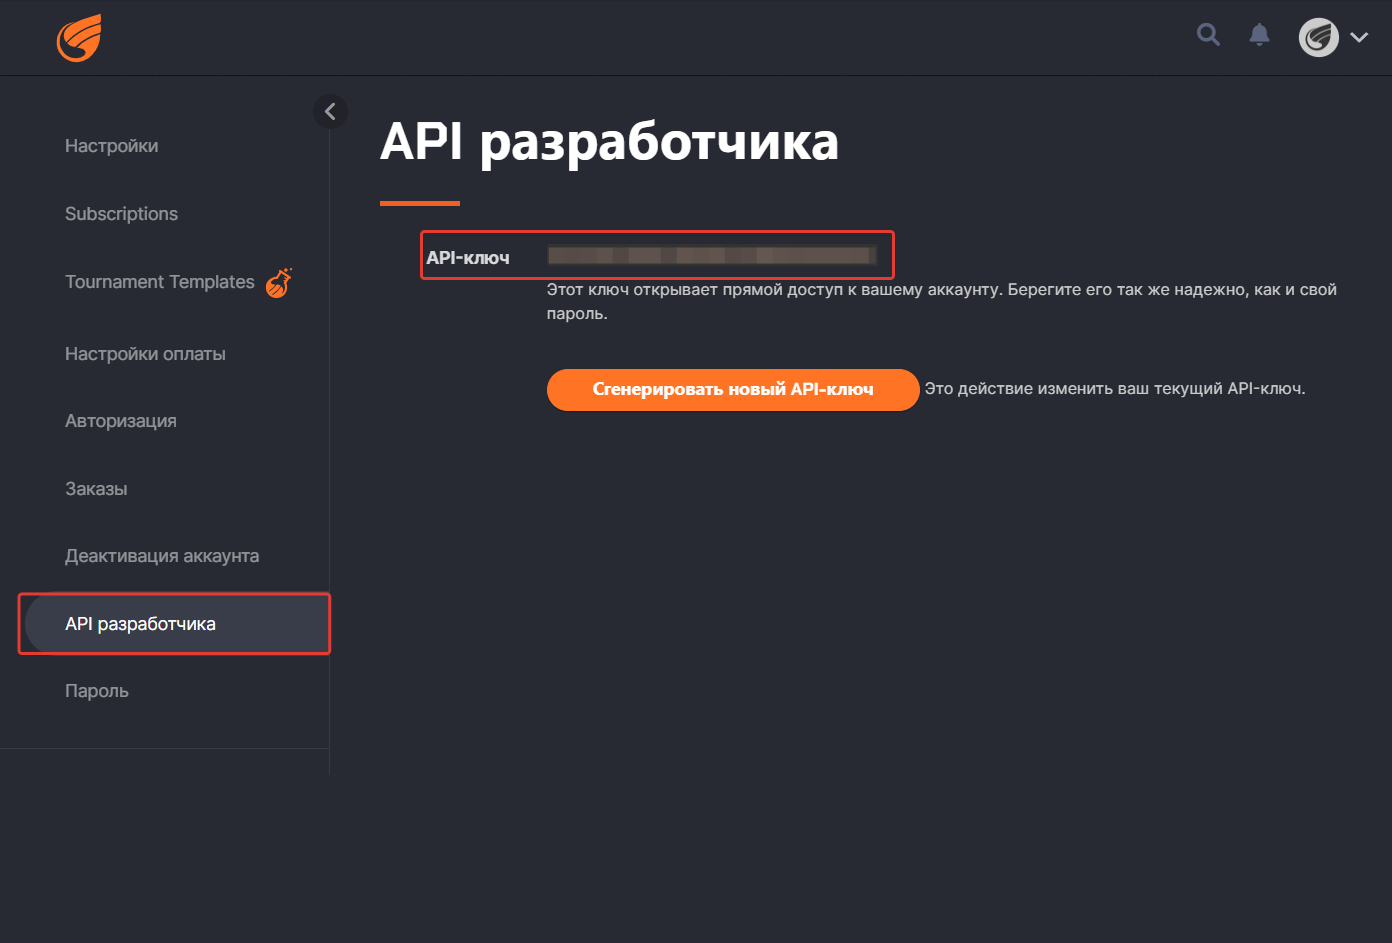 Настройки
Subscriptions
Tournament Templates
Настройки оплаты
Авторизация
Заказы
Деактивация аккаунта
API разработчика
Пароль
API разработчика
API-ключ
Этот ключ открывает прямой доступ к вашему аккаунту. Берегите его так же надежно, как и свой
пароль.
Сгенерировать новый API-ключ Это действие изменить ваш текущий API-ключ.